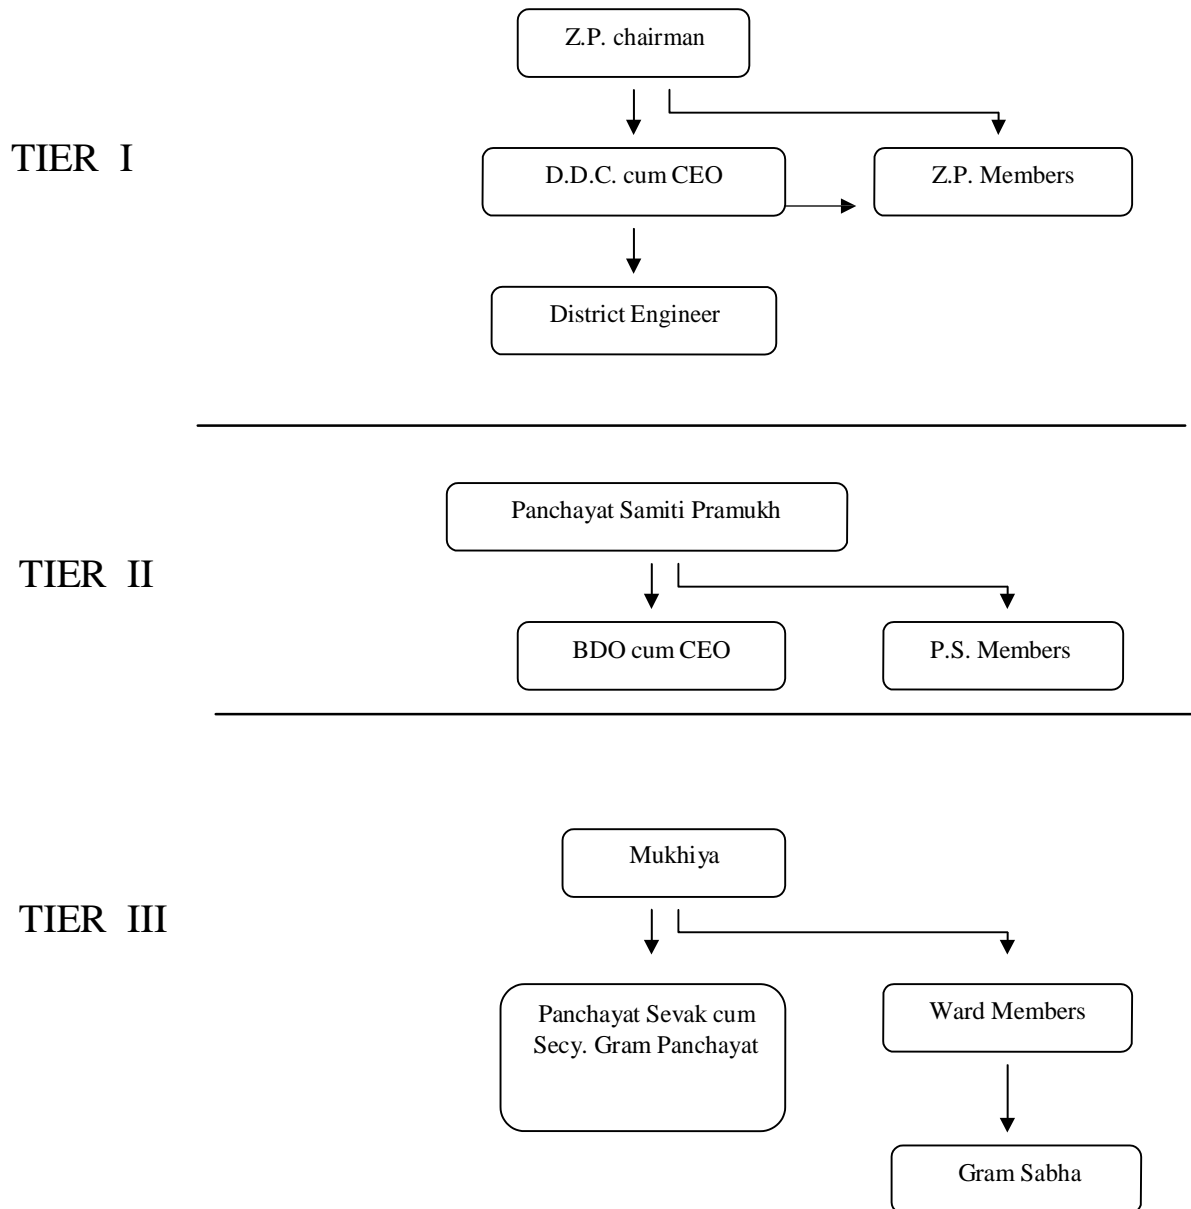 Z.P. chairman
TIER I
D.D.C. cum CEO
Z.P. Members
District Engineer
Panchayat Samiti Pramukh
TIER II
BDO cum CEO
P.S. Members
Mukhiya
TIER III
Panchayat Sevak cum
Secy. Gram Panchayat
Ward Members
Gram Sabha